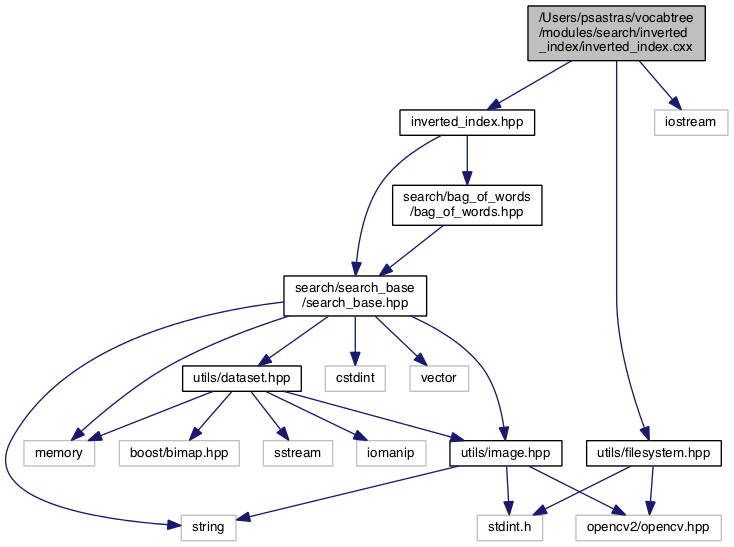 /Users/psastras/vocabtree
/modules/search/inverted
_index/inverted_index.cxx
inverted_index.hpp
iostream
search/bag_of_words
/bag_of_words.hpp
search/search_base
/search_base.hpp
utils/dataset.hpp
cstdint
vector
memory
boost/bimap.hpp
sstream
iomanip
utils/image.hpp
utils/filesystem.hpp
string
stdint.h
opencv2/opencv.hpp